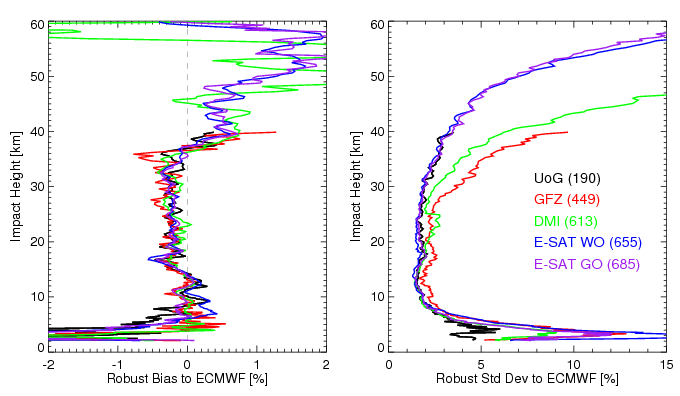 60
50
40
30
20
10
0
Impact Height [km]
-2
-1
0
1
2
Robust Bias to ECMWF [%]
60
50
40
30
20
10
0
Impact Height [km]
UoG (190)
GFZ (449)
DMI (613)
E-SAT WO (655)
E-SAT GO (685)
0
5
10
15
Robust Std Dev to ECMWF [%]